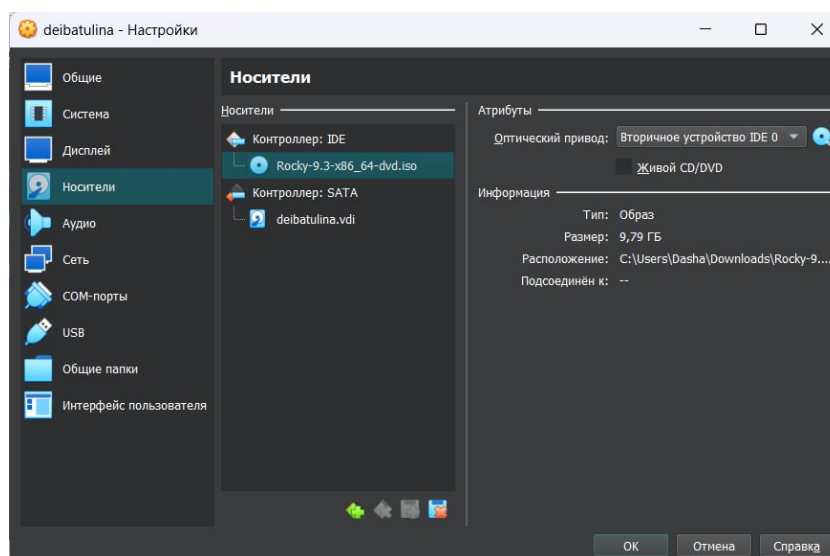 deibatulina - Настройки
Общие
Система
Дисплей
Носители
Аудио
Сеть
COM-порты
USB
Общие папки
Интерфейс пользователя
Носители
Носители
Контроллер: IDE
Rocky-9.3-x86_64-dvd.iso
Контроллер: SATA
deibatulina.vdi
Атрибуты
Оптический привод: Вторичное устройство IDE 0
Живой CD/DVD
Информация
Тип: Образ
Размер: 9,79 ГБ
Расположение: C:\Users\Dasha\Downloads\Rocky-9....
Подсоединён к: --
OK Отмена Справка